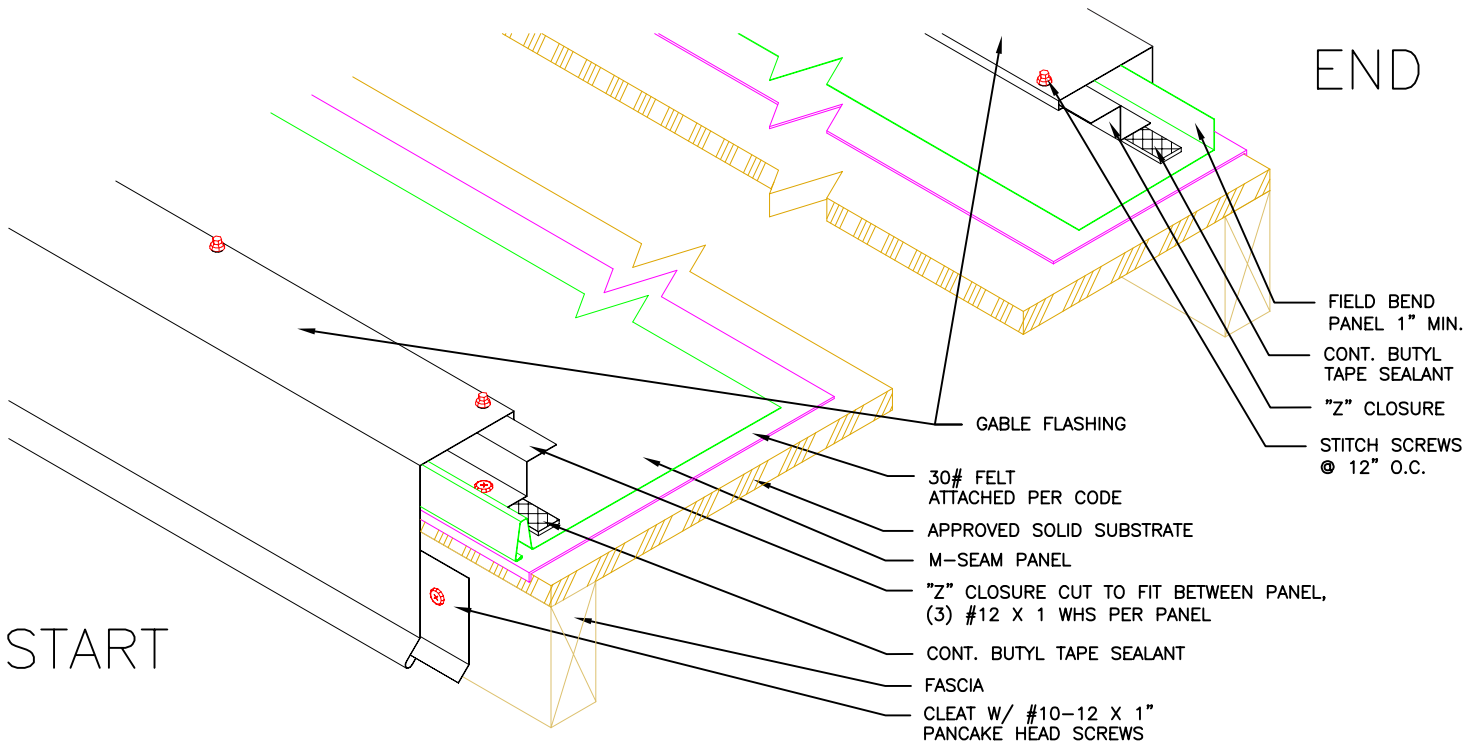 END
FIELD BEND
PANEL 1" MIN.
CONT. BUTYL
TAPE SEALANT
"Z" CLOSURE
STITCH SCREWS
@ 12" O.C.
GABLE FLASHING
30# FELT
ATTACHED PER CODE
APPROVED SOLID SUBSTRATE
M-SEAM PANEL
"Z" CLOSURE CUT TO FIT BETWEEN PANEL,
(3) #12 X 1 WHS PER PANEL
CONT. BUTYL TAPE SEALANT
FASCIA
CLEAT W/ #10-12 X 1"
PANCAKE HEAD SCREWS
START